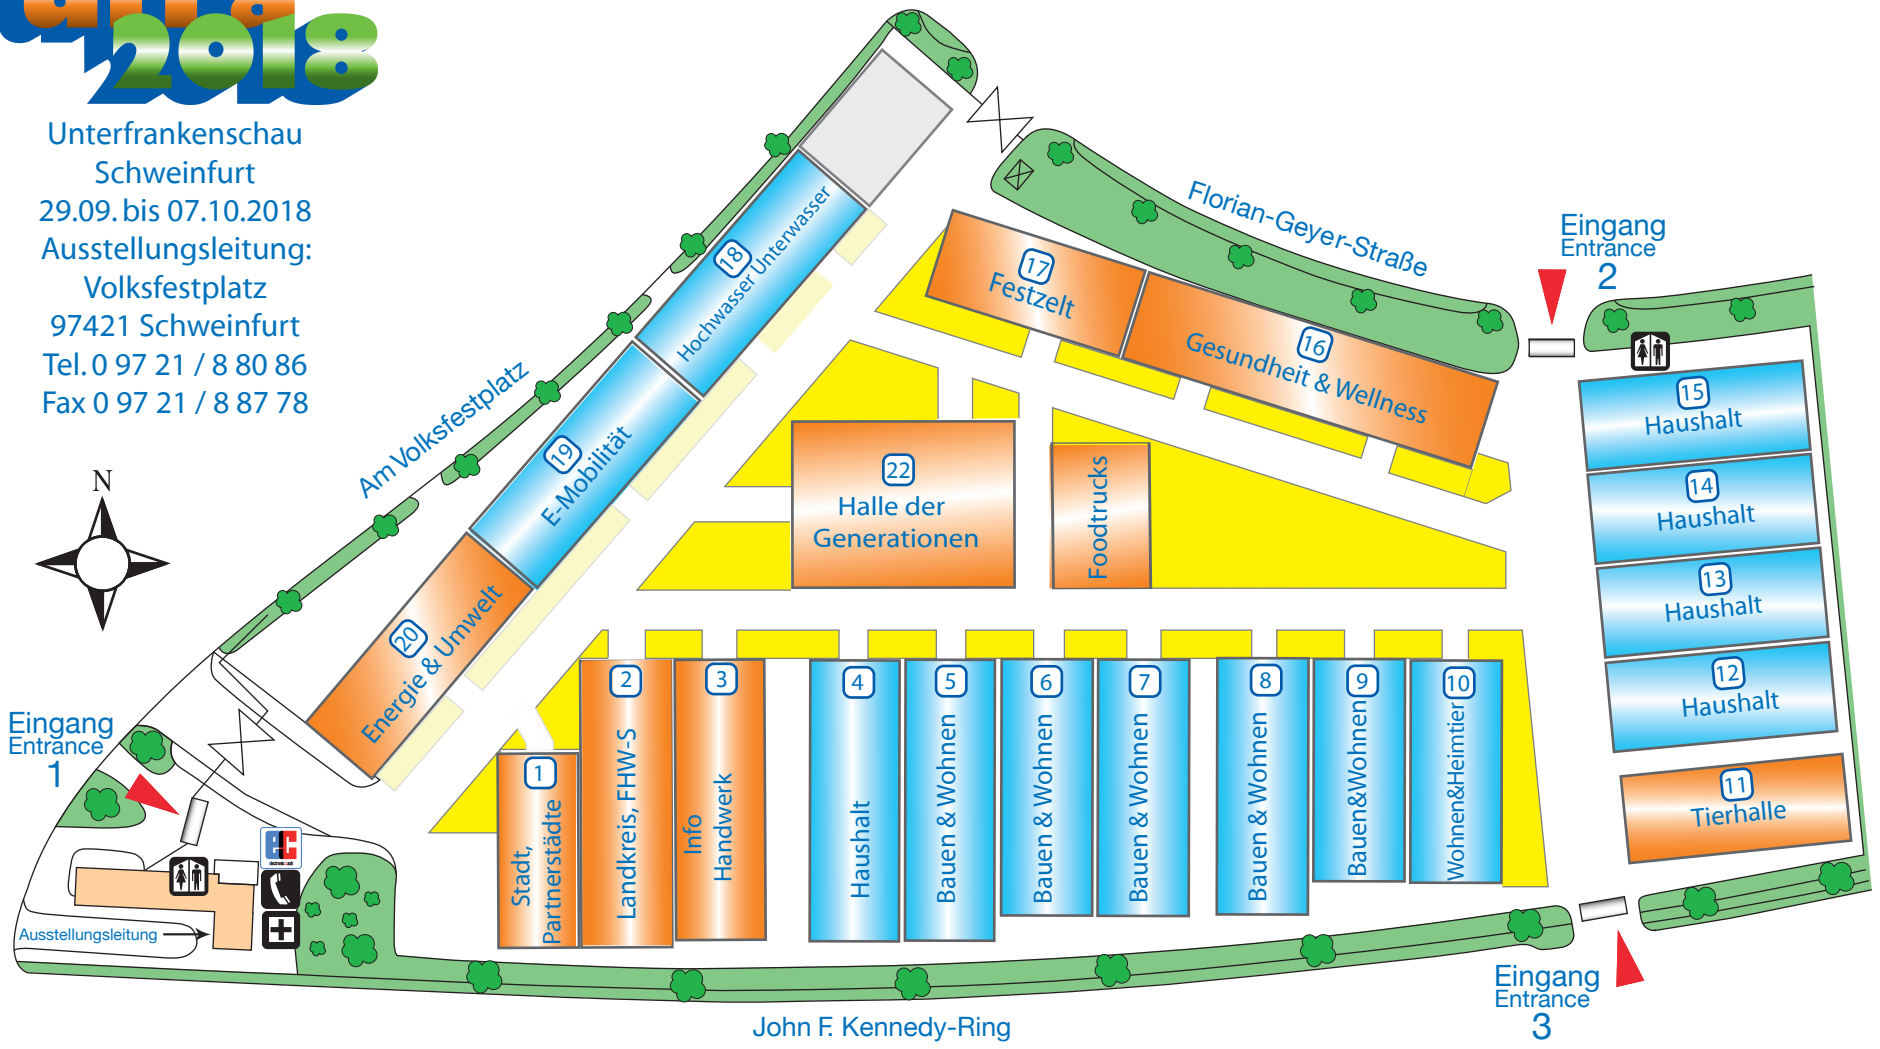 2018
Unterfrankenschau
Schweinfurt
29.09. bis 07.10.2018
Ausstellungsleitung:
Volksfestplatz
97421 Schweinfurt
Tel. 0 97 21 / 8 80 86
Fax 0 97 21 / 8 87 78
N
Am Volksfestplatz
Florian-Geyer-Straße
Eingang
Entrance
2
18
Hochwasser Unterwasser
19
E-Mobilität
20
Energie & Umwelt
17
Festzelt
16
Gesundheit & Wellness
22
Halle der
Generationen
Foodtrucks
15
Haushalt
14
Haushalt
13
Haushalt
12
Haushalt
11
Tierhalle
Eingang
Entrance
1
1
Stadt,
Partnerstädte
2
Landkreis, FHW-S
3
Info
Handwerk
4
Haushalt
5
Bauen & Wohnen
6
Bauen & Wohnen
7
Bauen & Wohnen
8
Bauen & Wohnen
9
Bauen&Wohnen
10
Wohnen&Heimtier
ec
electronic cash
Ausstellungsleitung
Eingang
Entrance
3
John F. Kennedy-Ring